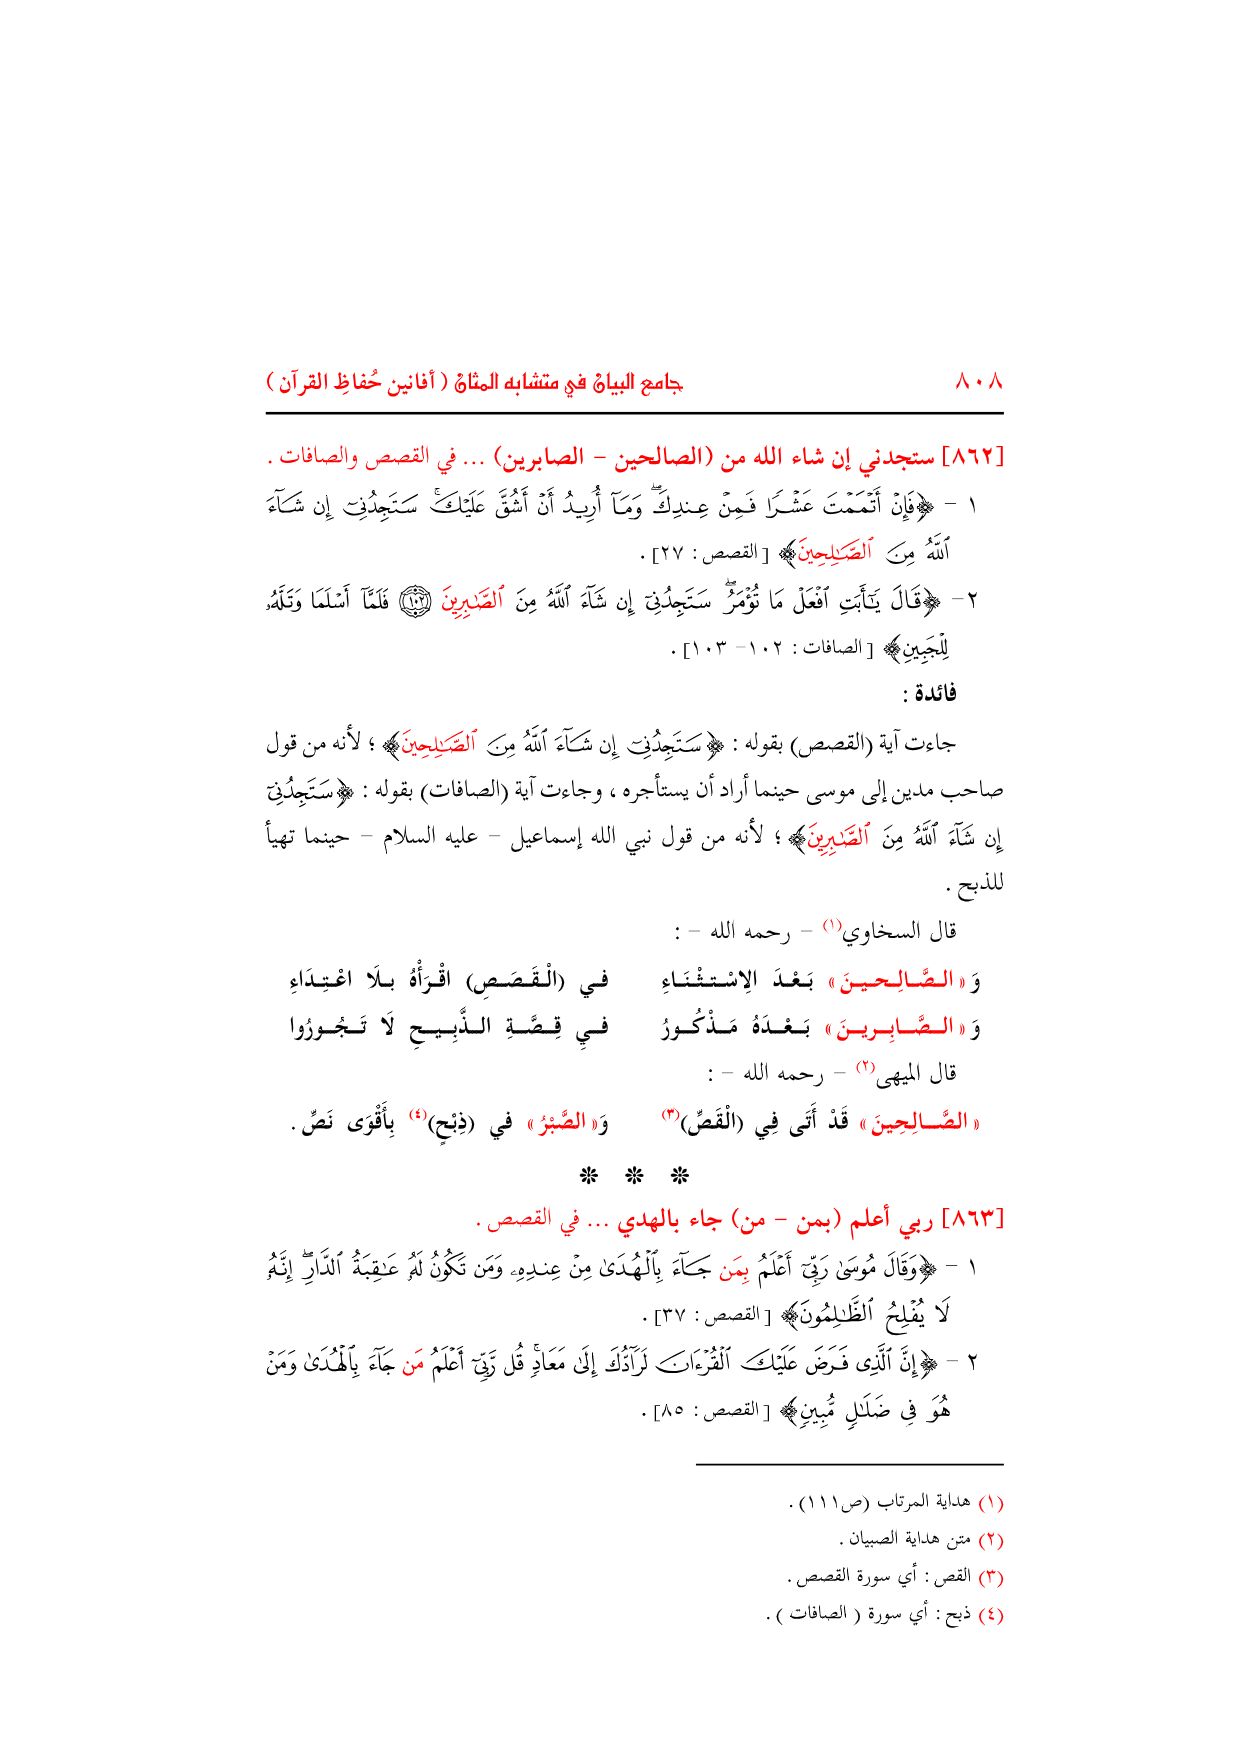 ٨٠٨ جامع البيان في متشابه المثان ( أفانين حُفاظِ القرآن )
[٨٦٢] ستجدني إن شاء الله من (الصالحين – الصابرين) ... في القصص والصافات .
١ - ﴿فَإِنْ أَتْمَمْتَ عَشْرًا فَمِنْ عِندِكَ ۖ وَمَآ أُرِيدُ أَنْ أَشُقَّ عَلَيْكَ ۚ سَتَجِدُنِىٓ إِن شَآءَ
ٱللَّهُ مِنَ ٱلصَّـٰلِحِينَ﴾ [القصص : ٢٧] .
٢- ﴿قَالَ يَـٰٓأَبَتِ ٱفْعَلْ مَا تُؤْمَرُ ۖ سَتَجِدُنِىٓ إِن شَآءَ ٱللَّهُ مِنَ ٱلصَّـٰبِرِينَ ١٠٢ فَلَمَّآ أَسْلَمَا وَتَلَّهُۥ
لِلْجَبِينِ﴾ [الصافات : ١٠٢– ١٠٣] .
فائدة :
جاءت آية (القصص) بقوله : ﴿سَتَجِدُنِىٓ إِن شَآءَ ٱللَّهُ مِنَ ٱلصَّـٰلِحِينَ﴾ ؛ لأنه من قول
صاحب مدين إلى موسى حينما أراد أن يستأجره ، وجاءت آية (الصافات) بقوله : ﴿سَتَجِدُنِىٓ
إِن شَآءَ ٱللَّهُ مِنَ ٱلصَّـٰبِرِينَ﴾ ؛ لأنه من قول نبي الله إسماعيل – عليه السلام – حينما تهيأ
للذبح .
قال السخاوي(١) – رحمه الله – :
وَ«الصَّالِحينَ» بَعْدَ الِاسْتِثْنَاءِ في (الْقَصَصِ) اقْرَأْهُ بلَا اعْتِدَاءِ
وَ«الصَّابِرينَ» بَعْدَهُ مَذْكُورُ في قِصَّةِ الذَّبِيحِ لَا تَجُورُوا
قال الميهى(٢) – رحمه الله – :
«الصَّالِحِينَ» قَدْ أَتَى فِي (الْقَصِّ)(٣) وَ«الصَّبْرُ» في (ذِبْحٍ)(٤) بِأَقْوَى نَصِّ .
❋ ❋ ❋
[٨٦٣] ربي أعلم (بمن – من) جاء بالهدي ... في القصص .
١ - ﴿وَقَالَ مُوسَىٰ رَبِّىٓ أَعْلَمُ بِمَن جَآءَ بِٱلْهُدَىٰ مِنْ عِندِهِۦ وَمَن تَكُونُ لَهُۥ عَـٰقِبَةُ ٱلدَّارِ ۖ إِنَّهُۥ
لَا يُفْلِحُ ٱلظَّـٰلِمُونَ﴾ [القصص : ٣٧] .
٢ - ﴿إِنَّ ٱلَّذِى فَرَضَ عَلَيْكَ ٱلْقُرْءَانَ لَرَآدُّكَ إِلَىٰ مَعَادٍ ۚ قُل رَّبِّىٓ أَعْلَمُ مَن جَآءَ بِٱلْهُدَىٰ وَمَنْ
هُوَ فِى ضَلَـٰلٍ مُّبِينٍ﴾ [القصص : ٨٥] .
(١) هداية المرتاب (ص١١١) .
(٢) متن هداية الصبيان .
(٣) القص : أي سورة القصص .
(٤) ذبح : أي سورة ( الصافات ) .